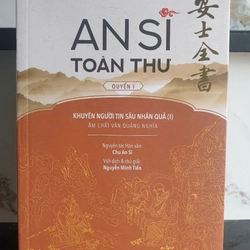 AN SĨ
TOÀN THƯ
QUYỂN 1
安士全書
KHUYÊN NGƯỜI TIN SÂU NHÂN QUẢ (I)
ÂM CHẤT VĂN QUẢNG NGHĨA
Nguyên tác Hán văn:
Chu An Sĩ
Việt dịch & chú giải:
Nguyễn Minh Tiến